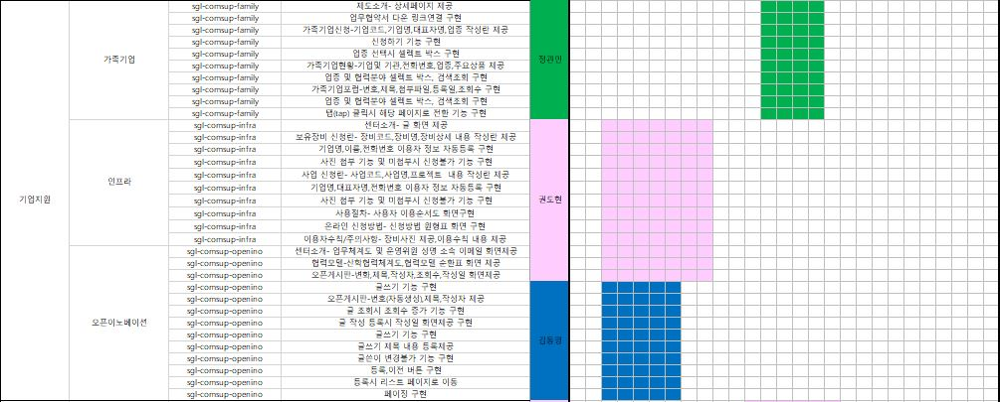 sgl-comsup-family 제도소개- 상세페이지 제공
sgl-comsup-family 업무협약서 다운 링크연결 구현
sgl-comsup-family 가족기업신청-기업코드,기업명,대표자명,업종 작성란 제공
sgl-comsup-family 신청하기 기능 구현
sgl-comsup-family 업종 선택시 셀렉트 박스 구현
가족기업 정관인
sgl-comsup-family 가족기업현황-기업및 기관,전화번호,업종,주요상품 제공
sgl-comsup-family 업종 및 협력분야 셀렉트 박스, 검색조회 구현
sgl-comsup-family 가족기업포럼-번호,제목,첨부파일,등록일,조회수 구현
sgl-comsup-family 업종 및 협력분야 셀렉트 박스, 검색조회 구현
sgl-comsup-family 탭(tap) 클릭시 해당 페이지로 전환 기능 구현
sgl-comsup-infra 센터소개- 글 화면 제공
sgl-comsup-infra 보유장비 신청란- 장비코드,장비명,장비상세 내용 작성란 제공
sgl-comsup-infra 기업명,이름,전화번호 이용자 정보 자동등록 구현
sgl-comsup-infra 사진 첨부 기능 및 미첨부시 신청불가 기능 구현
sgl-comsup-infra 사업 신청란- 사업코드,사업명,프로젝트 내용 작성란 제공
인프라
sgl-comsup-infra 기업명,대표자명,전화번호 이용자 정보 자동등록 구현
기업지원 권도현
sgl-comsup-infra 사진 첨부 기능 및 미첨부시 신청불가 기능 구현
sgl-comsup-infra 사용절차- 사용자 이용순서도 화면구현
sgl-comsup-infra 온라인 신청방법- 신청방법 원형표 화면 구현
sgl-comsup-infra 이용자수칙/주의사항- 장비사진 제공,이용수칙 내용 제공
sgl-comsup-openino 센터소개- 업무체계도 및 운영위원 성명 소속 이메일 화면제공
sgl-comsup-openino 협력모델-산학협력체계도,협력모델 순환표 화면 제공
sgl-comsup-openino 오픈게시판-변화,제목,작성자,조회수,작성일 화면제공
sgl-comsup-openino 글쓰기 기능 구현
sgl-comsup-openino 오픈게시판-번호(자동생성),제목,작성자 제공
sgl-comsup-openino 글 조회시 조회수 증가 기능 구현
오픈이노베이션
sgl-comsup-openino 글 작성 등록시 작성일 화면제공 구현
sgl-comsup-openino 글쓰기 기능 구현
sgl-comsup-openino 글쓰기 제목 내용 등록제공
sgl-comsup-openino 글쓴이 변경불가 기능 구현
sgl-comsup-openino 등록,이전 버튼 구현
sgl-comsup-openino 등록시 리스트 페이지로 이동
sgl-comsup-openino 페이징 구현